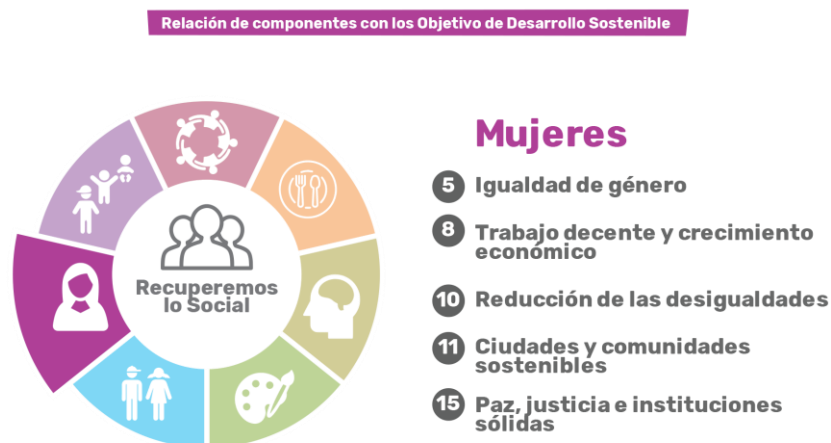 Relación de componentes con los Objetivo de Desarrollo Sostenible
Recuperemos
lo Social
Mujeres
5 Igualdad de género
8 Trabajo decente y crecimiento
económico
10 Reducción de las desigualdades
11 Ciudades y comunidades
sostenibles
15 Paz, justicia e instituciones
sólidas